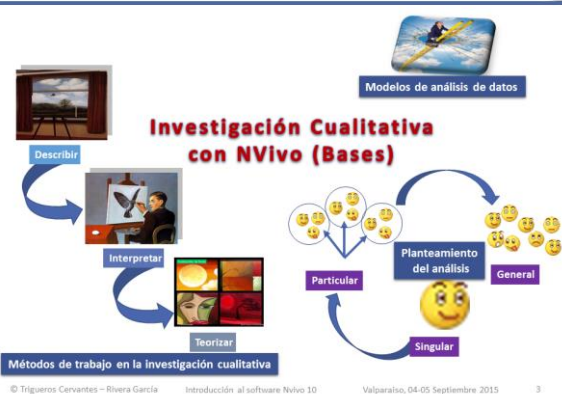 Modelos de análisis de datos
Investigación Cualitativa
con NVivo (Bases)
Describir
Interpretar
Teorizar
Métodos de trabajo en la investigación cualitativa
Particular
Planteamiento
del análisis
General
Singular
© Trigueros Cervantes – Rivera García
Introducción al software Nvivo 10
Valparaíso, 04-05 Septiembre 2015
3